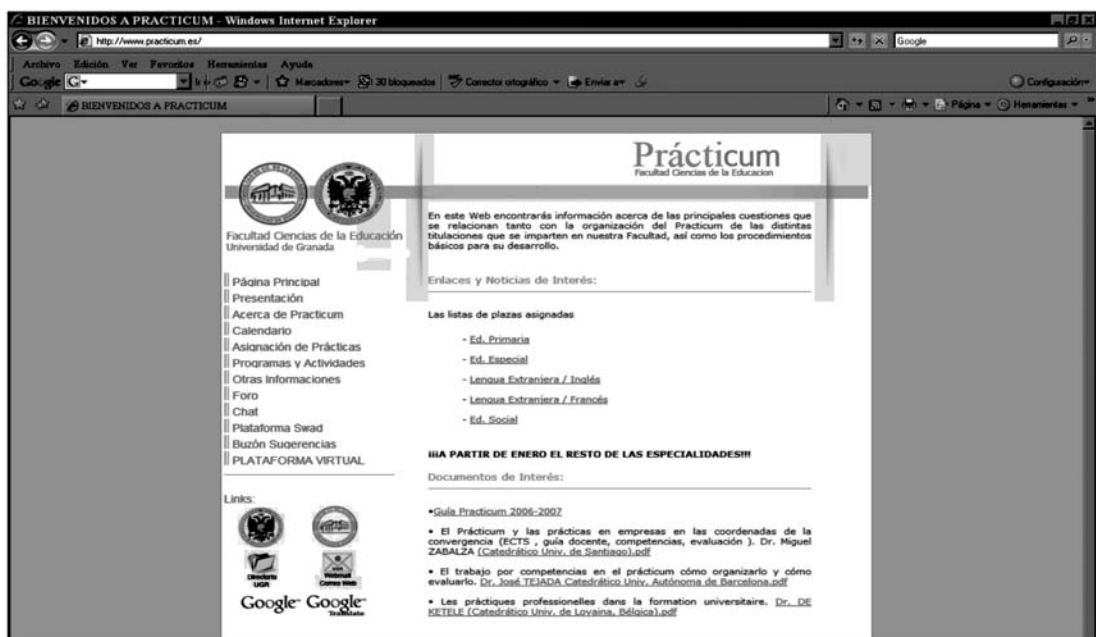 BIENVENIDOS A PRACTICUM - Windows Internet Explorer
http://www.practicum.es/
Google
Archivo Edición Ver Favoritos Herramientas Ayuda
Google G Marcadores 30 bloqueados Corrector ortográfico Enviar a Configuración
BIENVENIDOS A PRACTICUM Página Herramientas
Prácticum
Facultad Ciencias de la Educacion
Facultad Ciencias de la Educación
Universidad de Granada
Página Principal
Presentación
Acerca de Practicum
Calendario
Asignación de Prácticas
Programas y Actividades
Otras Informaciones
Foro
Chat
Plataforma Swad
Buzón Sugerencias
PLATAFORMA VIRTUAL
Links:
Directorio
UGR
Webmail
Correo Web
Google Google
Translate
En este Web encontrarás información acerca de las principales cuestiones que
se relacionan tanto con la organización del Practicum de las distintas
titulaciones que se imparten en nuestra Facultad, así como los procedimientos
básicos para su desarrollo.
Enlaces y Noticias de Interés:
Las listas de plazas asignadas
- Ed. Primaria
- Ed. Especial
- Lengua Extranjera / Inglés
- Lengua Extranjera / Francés
- Ed. Social
¡¡¡A PARTIR DE ENERO EL RESTO DE LAS ESPECIALIDADES!!!
Documentos de Interés:
•Guía Practicum 2006-2007
• El Prácticum y las prácticas en empresas en las coordenadas de la
convergencia (ECTS , guía docente, competencias, evaluación ). Dr. Miguel
ZABALZA (Catedrático Univ. de Santiago).pdf
• El trabajo por competencias en el prácticum cómo organizarlo y cómo
evaluarlo. Dr. José TEJADA Catedrático Univ. Autónoma de Barcelona.pdf
• Les práctiques professionelles dans la formation universitaire. Dr. DE
KETELE (Catedrático Univ. de Lovaina, Bélgica).pdf